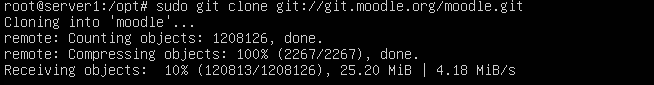 root@server1:/opt# sudo git clone git://git.moodle.org/moodle.git
Cloning into 'moodle'...
remote: Counting objects: 1208126, done.
remote: Compressing objects: 100% (2267/2267), done.
Receiving objects:  10% (120813/1208126), 25.20 MiB | 4.18 MiB/s